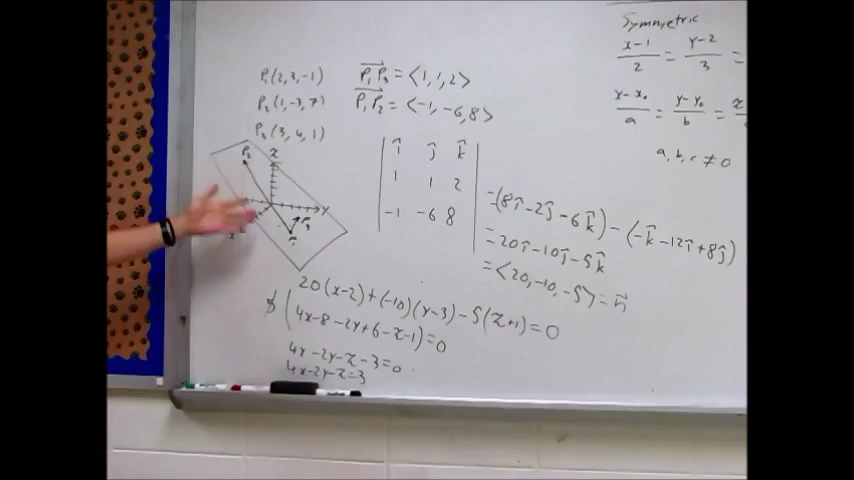 P₁(2,3,-1)
P₂(1,-3,7)
P₃(3,4,1)
P₁P₃ = <1,1,2>
P₁P₂ = <-1,-6,8>
î ĵ k̂
1 1 2
-1 -6 8
=(8î-2ĵ-6k̂)-(-k̂-12î+8ĵ)
=20î-10ĵ-5k̂
=<20,-10,-5>=n⃗
P₂
z
y
x
P₃
P₁
20(x-2)+(-10)(y-3)-5(z+1)=0
(4x-8-2y+6-z-1)=0
4x-2y-z-3=0
4x-2y-z=3
Symmetric
x-1/2 = y-2/3 =
x-x₀/a = y-y₀/b = z
a,b,c≠0